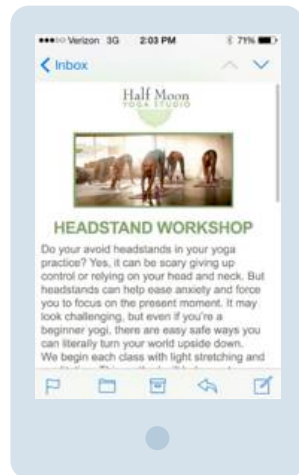 Verizon 3G 2:03 PM 71%
Inbox
Half Moon
YOGA STUDIO
HEADSTAND WORKSHOP
Do your avoid headstands in your yoga
practice? Yes, it can be scary giving up
control or relying on your head and neck. But
headstands can help ease anxiety and force
you to focus on the present moment. It may
look challenging, but even if you're a
beginner yogi, there are easy safe ways you
can literally turn your world upside down.
We begin each class with light stretching and